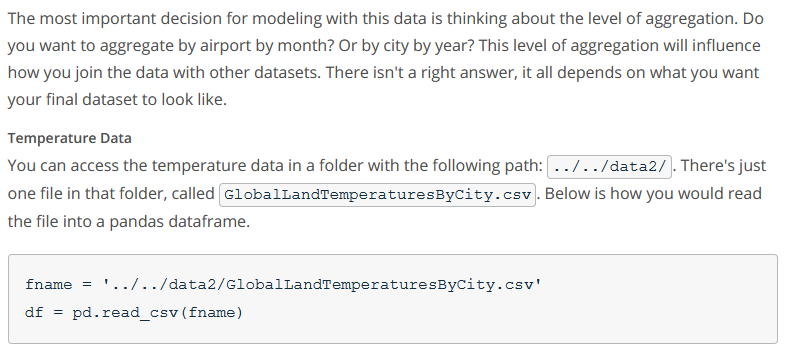 The most important decision for modeling with this data is thinking about the level of aggregation. Do
you want to aggregate by airport by month? Or by city by year? This level of aggregation will influence
how you join the data with other datasets. There isn't a right answer, it all depends on what you want
your final dataset to look like.
Temperature Data
You can access the temperature data in a folder with the following path: ../../data2/. There's just
one file in that folder, called GlobalLandTemperaturesByCity.csv. Below is how you would read
the file into a pandas dataframe.
fname = '../../data2/GlobalLandTemperaturesByCity.csv'
df = pd.read_csv(fname)